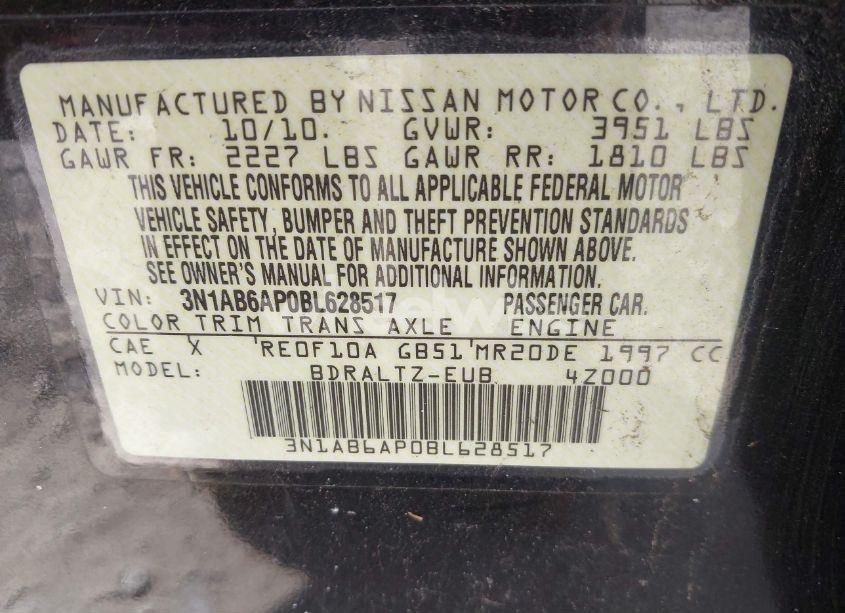 MANUFACTURED BY NISSAN MOTOR CO., LTD.
DATE: 10/10. GVWR: 3951 LBS
GAWR FR: 2227 LBS GAWR RR: 1810 LBS
THIS VEHICLE CONFORMS TO ALL APPLICABLE FEDERAL MOTOR
VEHICLE SAFETY, BUMPER AND THEFT PREVENTION STANDARDS
IN EFFECT ON THE DATE OF MANUFACTURE SHOWN ABOVE.
SEE OWNER'S MANUAL FOR ADDITIONAL INFORMATION.
VIN: 3N1AB6AP0BL628517 PASSENGER CAR.
COLOR TRIM TRANS AXLE ENGINE
CAE X RE0F10A GB51 MR20DE 1997 CC
MODEL: BDRALTZ-EUB 4Z000
3N1AB6AP0BL628517